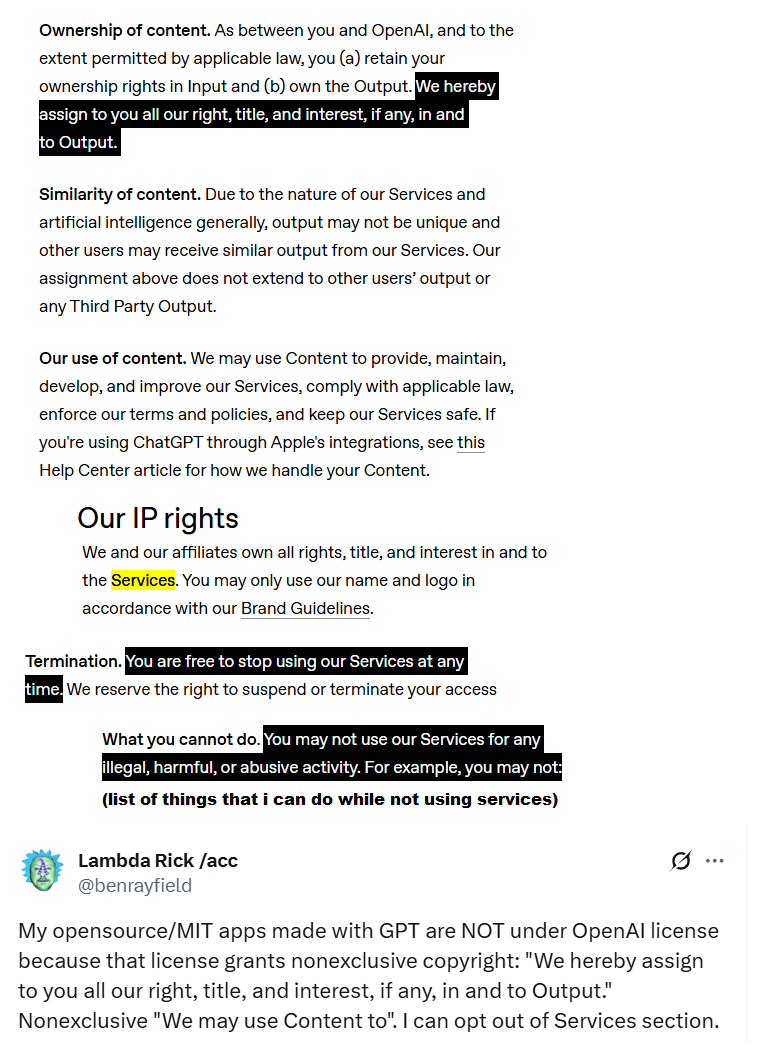 Ownership of content. As between you and OpenAI, and to the
extent permitted by applicable law, you (a) retain your
ownership rights in Input and (b) own the Output. We hereby
assign to you all our right, title, and interest, if any, in and
to Output.
Similarity of content. Due to the nature of our Services and
artificial intelligence generally, output may not be unique and
other users may receive similar output from our Services. Our
assignment above does not extend to other users’ output or
any Third Party Output.
Our use of content. We may use Content to provide, maintain,
develop, and improve our Services, comply with applicable law,
enforce our terms and policies, and keep our Services safe. If
you're using ChatGPT through Apple's integrations, see this
Help Center article for how we handle your Content.
Our IP rights
We and our affiliates own all rights, title, and interest in and to
the Services. You may only use our name and logo in
accordance with our Brand Guidelines.
Termination. You are free to stop using our Services at any
time. We reserve the right to suspend or terminate your access
What you cannot do. You may not use our Services for any
illegal, harmful, or abusive activity. For example, you may not:
(list of things that i can do while not using services)
Lambda Rick /acc
@benrayfield
My opensource/MIT apps made with GPT are NOT under OpenAI license
because that license grants nonexclusive copyright: "We hereby assign
to you all our right, title, and interest, if any, in and to Output."
Nonexclusive "We may use Content to". I can opt out of Services section.